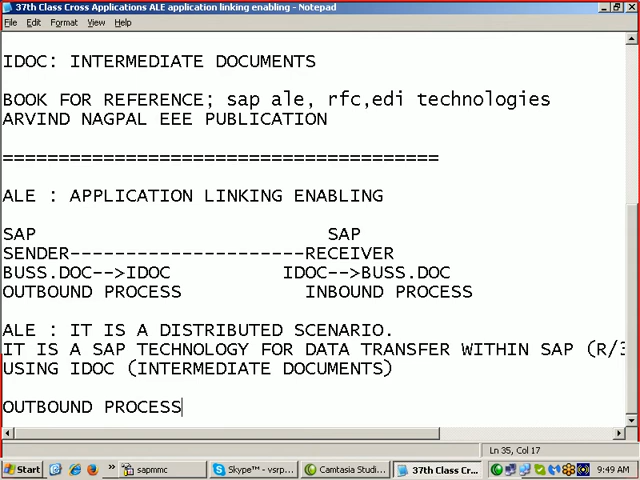 37th Class Cross Applications ALE application linking enabling - Notepad
File Edit Format View Help
IDOC: INTERMEDIATE DOCUMENTS
BOOK FOR REFERENCE; sap ale, rfc,edi technologies
ARVIND NAGPAL EEE PUBLICATION
=======================================
ALE : APPLICATION LINKING ENABLING
SAP SAP
SENDER---------------------RECEIVER
BUSS.DOC-->IDOC IDOC-->BUSS.DOC
OUTBOUND PROCESS INBOUND PROCESS
ALE : IT IS A DISTRIBUTED SCENARIO.
IT IS A SAP TECHNOLOGY FOR DATA TRANSFER WITHIN SAP (R/3
USING IDOC (INTERMEDIATE DOCUMENTS)
OUTBOUND PROCESS
Ln 35, Col 17
Start » sapmmc Skype™ - vsrp... Camtasia Studi... 37th Class Cr... 9:49 AM